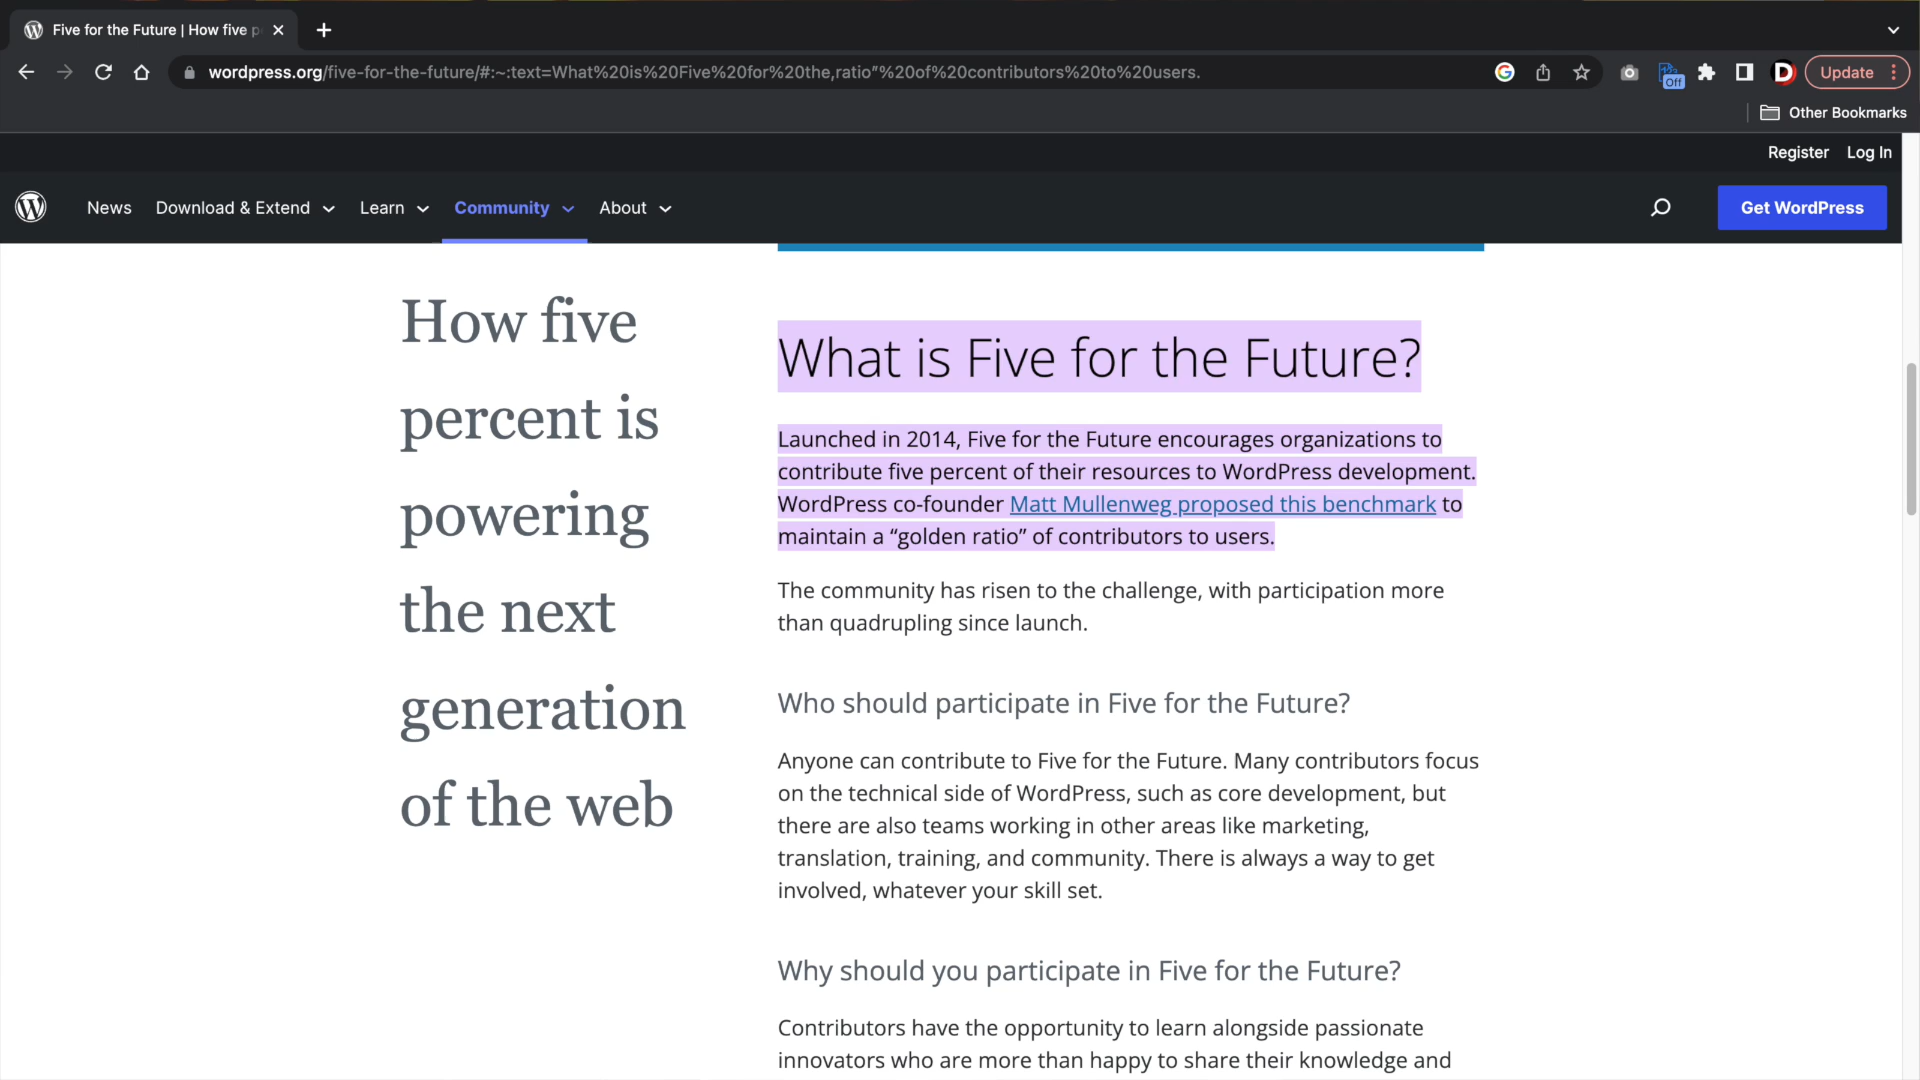 Five for the Future | How five p
wordpress.org/five-for-the-future/#:~:text=What%20is%20Five%20for%20the,ratio”%20of%20contributors%20to%20users.
Off
D
Update
Other Bookmarks
Register Log In
News Download & Extend Learn Community About
Get WordPress
How five
percent is
powering
the next
generation
of the web
What is Five for the Future?
Launched in 2014, Five for the Future encourages organizations to
contribute five percent of their resources to WordPress development.
WordPress co-founder Matt Mullenweg proposed this benchmark to
maintain a “golden ratio” of contributors to users.
The community has risen to the challenge, with participation more
than quadrupling since launch.
Who should participate in Five for the Future?
Anyone can contribute to Five for the Future. Many contributors focus
on the technical side of WordPress, such as core development, but
there are also teams working in other areas like marketing,
translation, training, and community. There is always a way to get
involved, whatever your skill set.
Why should you participate in Five for the Future?
Contributors have the opportunity to learn alongside passionate
innovators who are more than happy to share their knowledge and